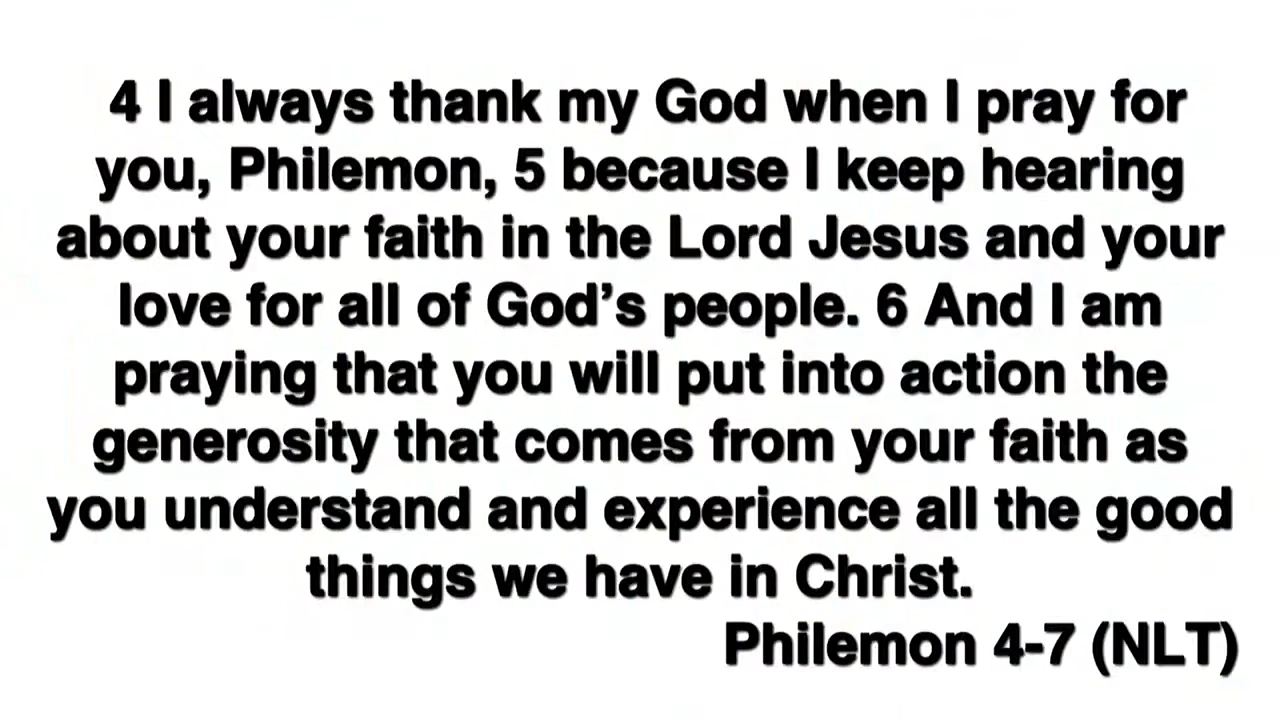 4 I always thank my God when I pray for
you, Philemon, 5 because I keep hearing
about your faith in the Lord Jesus and your
love for all of God’s people. 6 And I am
praying that you will put into action the
generosity that comes from your faith as
you understand and experience all the good
things we have in Christ.
Philemon 4-7 (NLT)